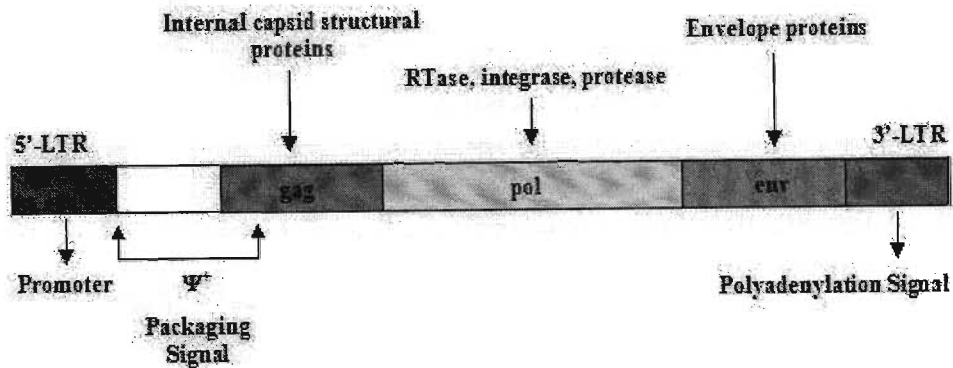 Internal capsid structural
proteins
Envelope proteins
RTase, integrase, protease
5'-LTR
3'-LTR
gag
pol
env
Promoter
Ψ+
Polyadenylation Signal
Packaging
Signal